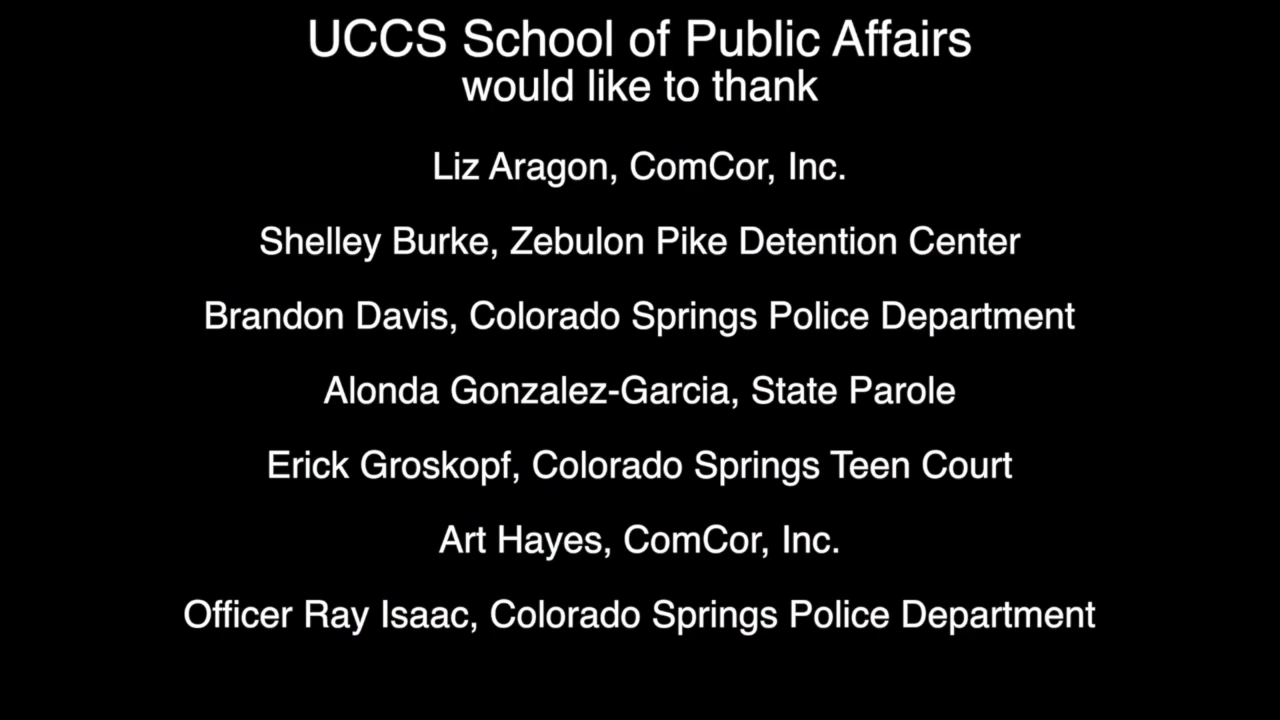 UCCS School of Public Affairs
would like to thank
Liz Aragon, ComCor, Inc.
Shelley Burke, Zebulon Pike Detention Center
Brandon Davis, Colorado Springs Police Department
Alonda Gonzalez-Garcia, State Parole
Erick Groskopf, Colorado Springs Teen Court
Art Hayes, ComCor, Inc.
Officer Ray Isaac, Colorado Springs Police Department